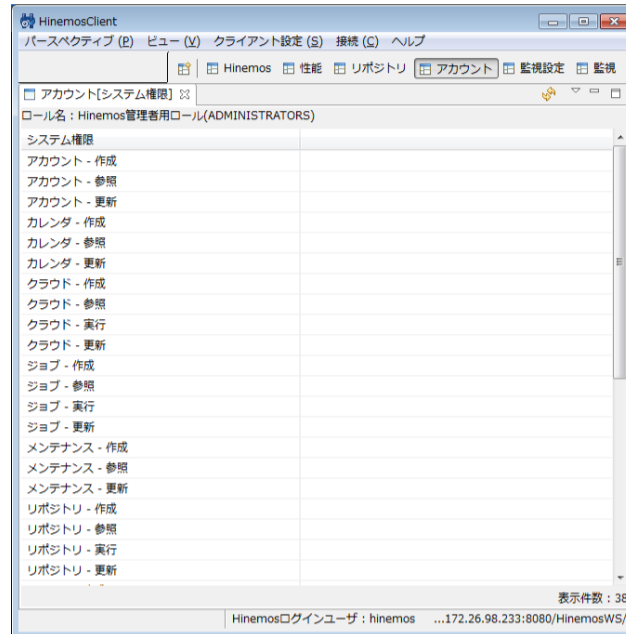 HinemosClient
パースペクティブ (P) ビュー (V) クライアント設定 (S) 接続 (C) ヘルプ
Hinemos 性能 リポジトリ アカウント 監視設定 監視
アカウント[システム権限]
ロール名：Hinemos管理者用ロール(ADMINISTRATORS)
システム権限
アカウント - 作成
アカウント - 参照
アカウント - 更新
カレンダ - 作成
カレンダ - 参照
カレンダ - 更新
クラウド - 作成
クラウド - 参照
クラウド - 実行
クラウド - 更新
ジョブ - 作成
ジョブ - 参照
ジョブ - 実行
ジョブ - 更新
メンテナンス - 作成
メンテナンス - 参照
メンテナンス - 更新
リポジトリ - 作成
リポジトリ - 参照
リポジトリ - 実行
リポジトリ - 更新
表示件数：38
Hinemosログインユーザ：hinemos ...172.26.98.233:8080/HinemosWS/